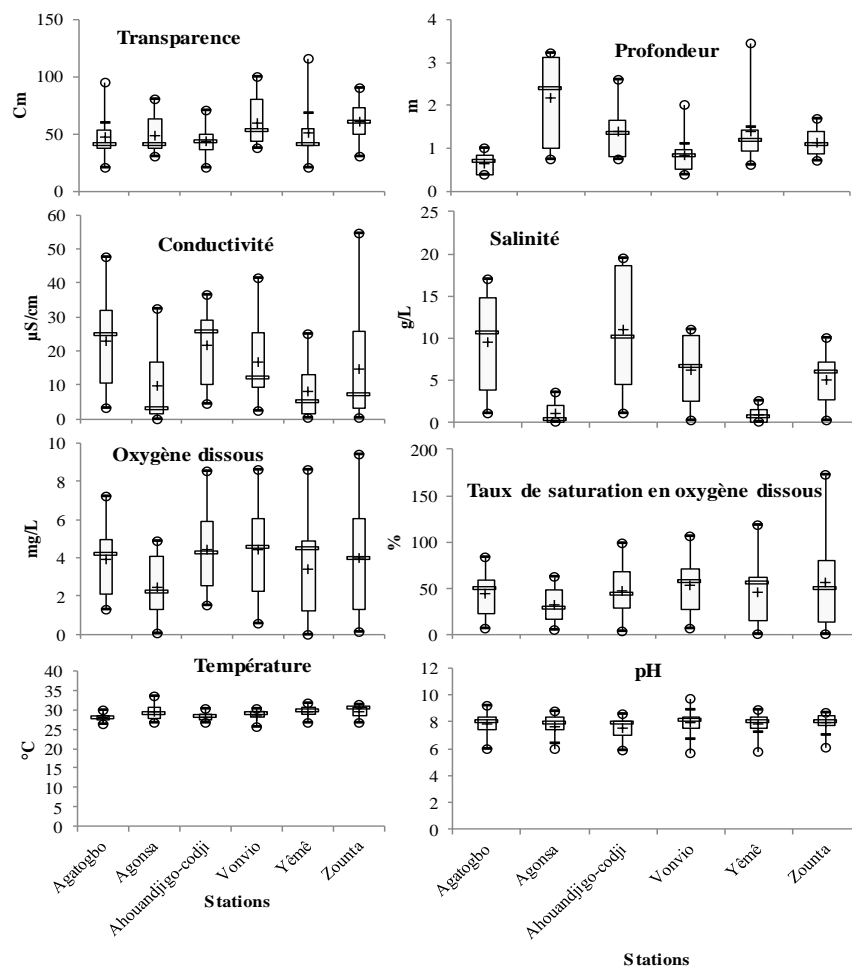 Transparence
Cm
150
100
50
0
Profondeur
m
4
3
2
1
0
Conductivité
µS/cm
60
50
40
30
20
10
0
Salinité
g/L
25
20
15
10
5
0
Oxygène dissous
mg/L
10
8
6
4
2
0
Taux de saturation en oxygène dissous
%
200
150
100
50
0
Température
°C
40
35
30
25
20
15
10
5
0
pH
14
12
10
8
6
4
2
0
Agatogbo
Agonsa
Ahouandjigo-codji
Vonvio
Yêmê
Zounta
Stations
Agatogbo
Agonsa
Ahouandjigo-codji
Vonvio
Yêmê
Zounta
Stations